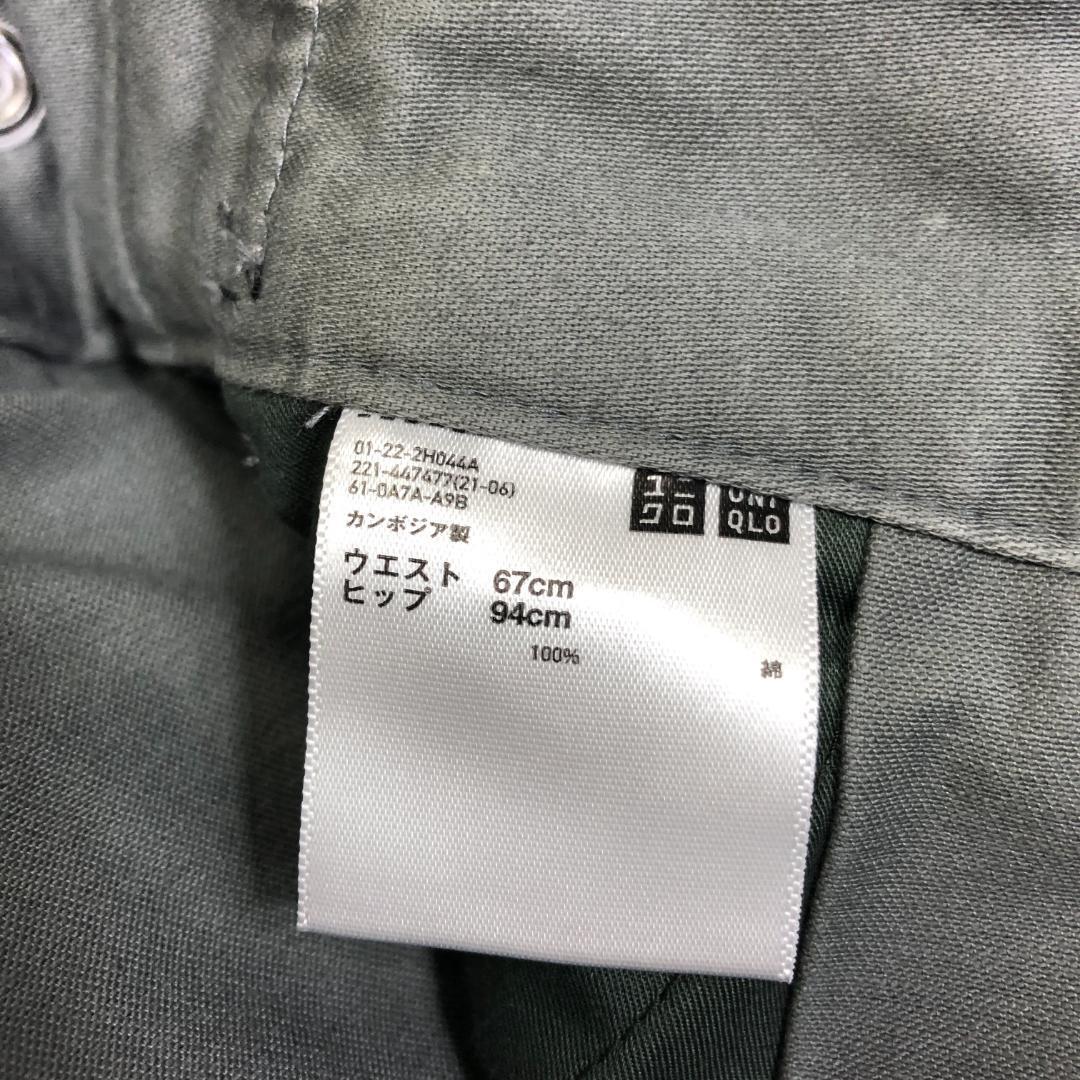 01-22-2H044A
221-447477(21-06)
61-0A7A-A9B
カンボジア製
ウエスト 67cm
ヒップ 94cm
100% 綿
ユニ
クロ
UNI
QLO